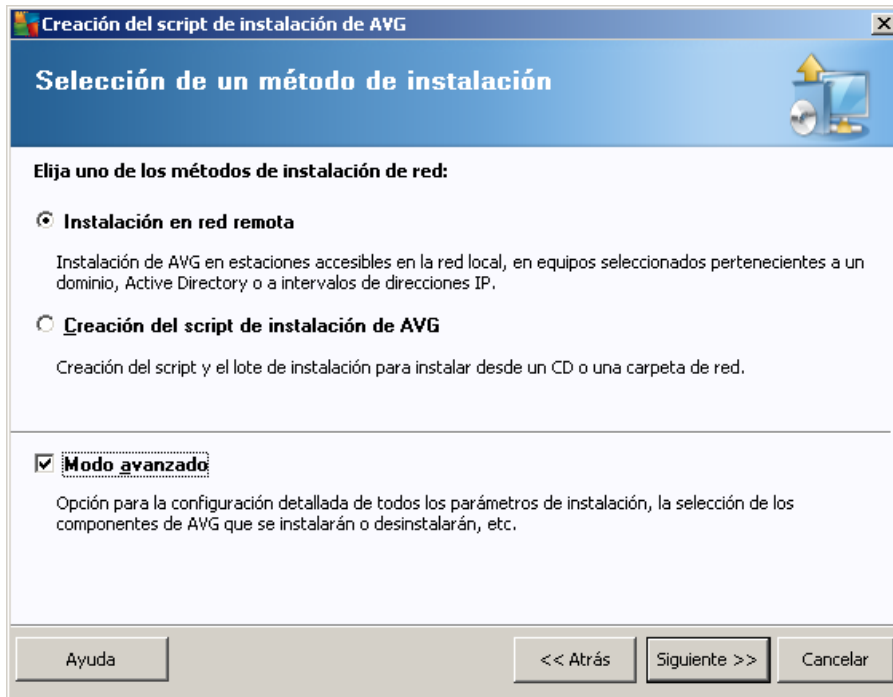 Creación del script de instalación de AVG
Selección de un método de instalación
Elija uno de los métodos de instalación de red:
Instalación en red remota
Instalación de AVG en estaciones accesibles en la red local, en equipos seleccionados pertenecientes a un
dominio, Active Directory o a intervalos de direcciones IP.
Creación del script de instalación de AVG
Creación del script y el lote de instalación para instalar desde un CD o una carpeta de red.
Modo avanzado
Opción para la configuración detallada de todos los parámetros de instalación, la selección de los
componentes de AVG que se instalarán o desinstalarán, etc.
Ayuda << Atrás Siguiente >> Cancelar